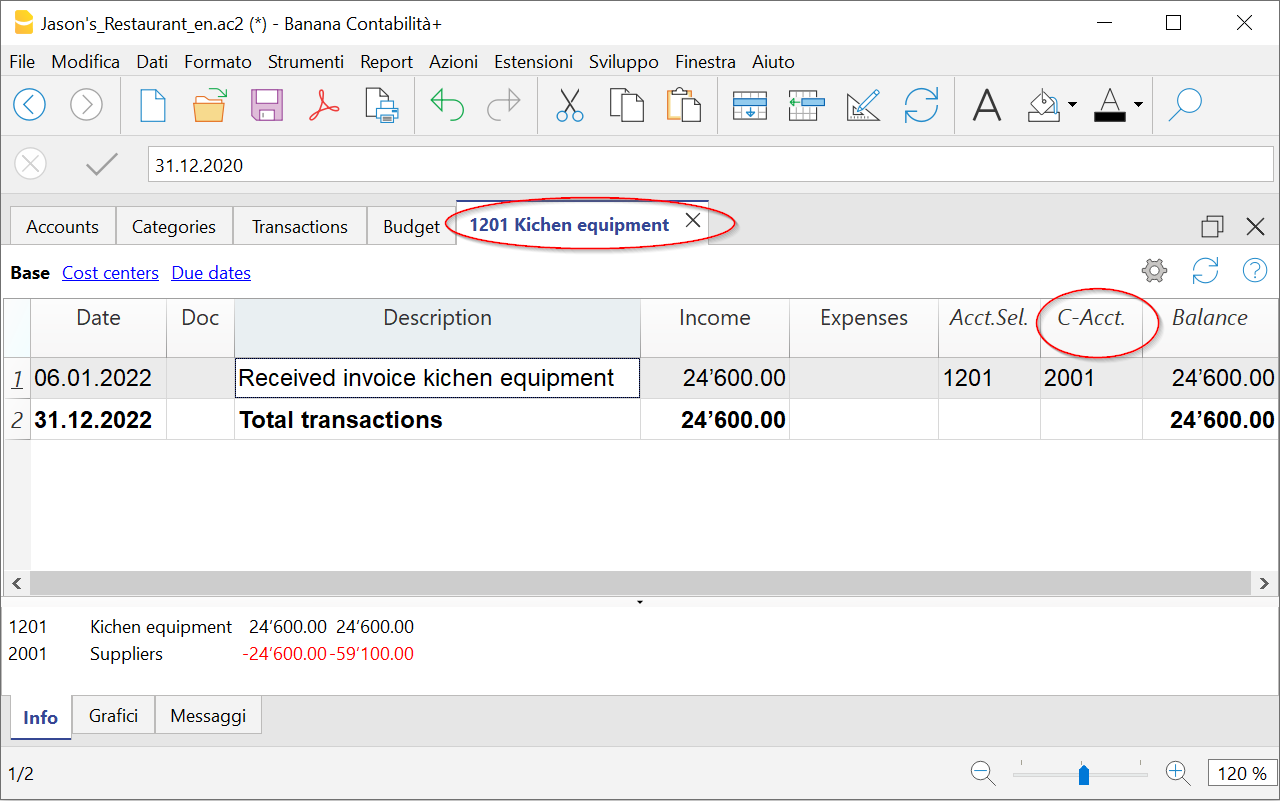 Jason's_Restaurant_en.ac2 (*) - Banana Contabilità+
File Modifica Dati Formato Strumenti Report Azioni Estensioni Sviluppo Finestra Aiuto
31.12.2020
Accounts Categories Transactions Budget 1201 Kichen equipment
Base Cost centers Due dates
Date Doc Description Income Expenses Acct.Sel. C-Acct. Balance
1 06.01.2022 Received invoice kichen equipment 24’600.00 1201 2001 24’600.00
2 31.12.2022 Total transactions 24’600.00 24’600.00
1201 Kichen equipment 24’600.00 24’600.00
2001 Suppliers -24’600.00 -59’100.00
Info Grafici Messaggi
1/2 120 %